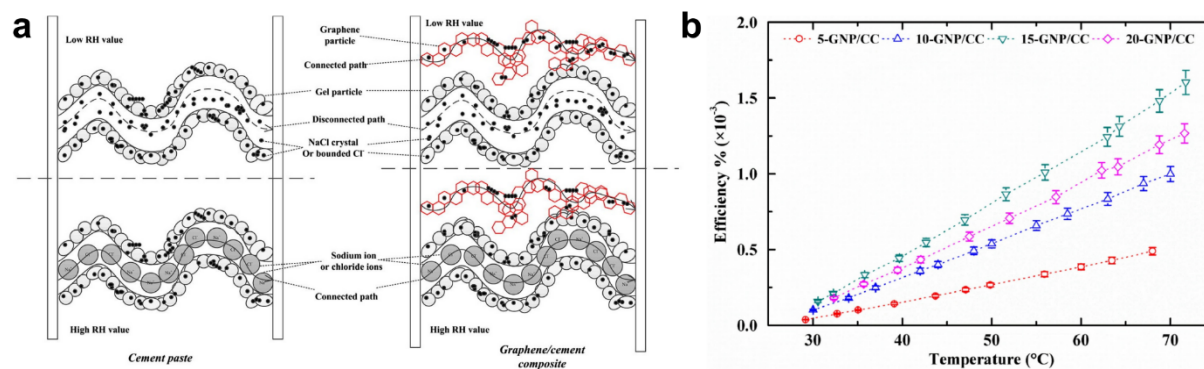 a
Low RH value
High RH value
Cement paste
Low RH value
Graphene
particle
Connected path
Gel particle
Disconnected path
NaCl crystal
Or bounded Cl⁻
Sodium ion
or chloride ions
Connected path
High RH value
Graphene/cement
composite
b
2.0
1.5
1.0
0.5
0.0
Efficiency % (×10⁻³)
5-GNP/CC 10-GNP/CC 15-GNP/CC 20-GNP/CC
30 40 50 60 70
Temperature (°C)